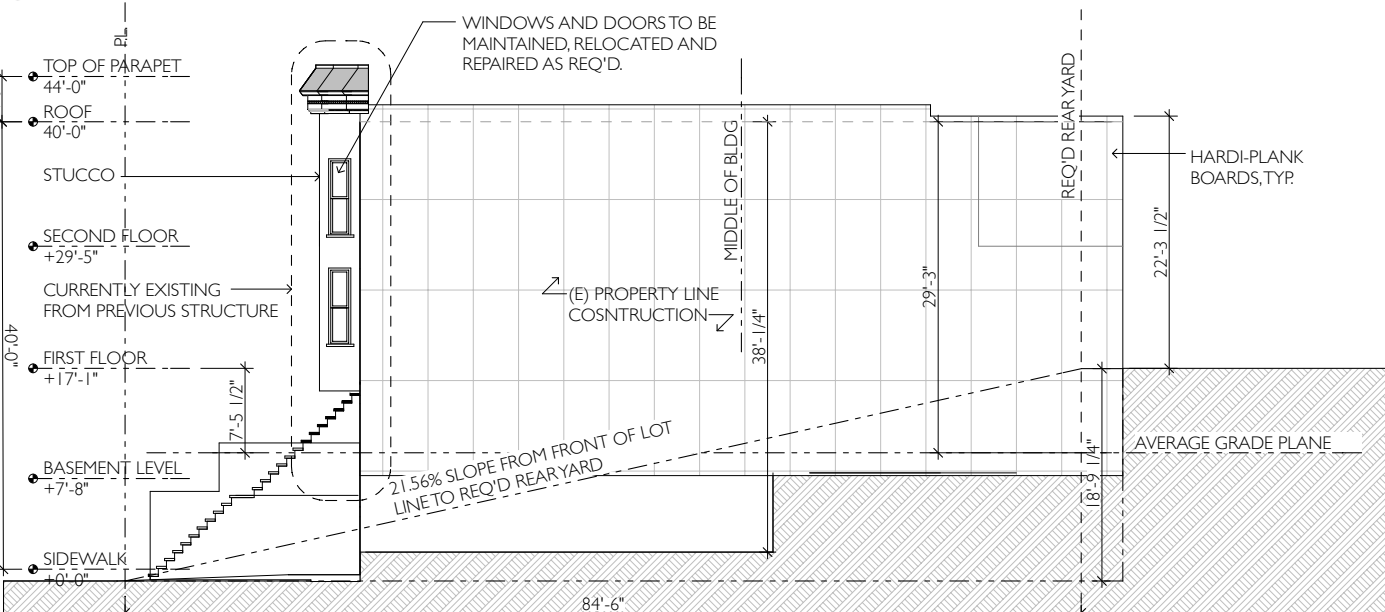 P.L.
WINDOWS AND DOORS TO BE
MAINTAINED, RELOCATED AND
REPAIRED AS REQ'D.
TOP OF PARAPET
44'-0"
ROOF
40'-0"
STUCCO
SECOND FLOOR
+29'-5"
CURRENTLY EXISTING
FROM PREVIOUS STRUCTURE
40'-0"
FIRST FLOOR
+17'-1"
7'-5 1/2"
BASEMENT LEVEL
+7'-8"
SIDEWALK
+0'-0"
(E) PROPERTY LINE
COSNTRUCTION
MIDDLE OF BLDG
38'-1/4"
29'-3"
REQ'D REAR YARD
HARDI-PLANK
BOARDS, TYP.
22'-3 1/2"
21.56% SLOPE FROM FRONT OF LOT
LINE TO REQ'D REAR YARD
AVERAGE GRADE PLANE
18'-9 1/4"
84'-6"